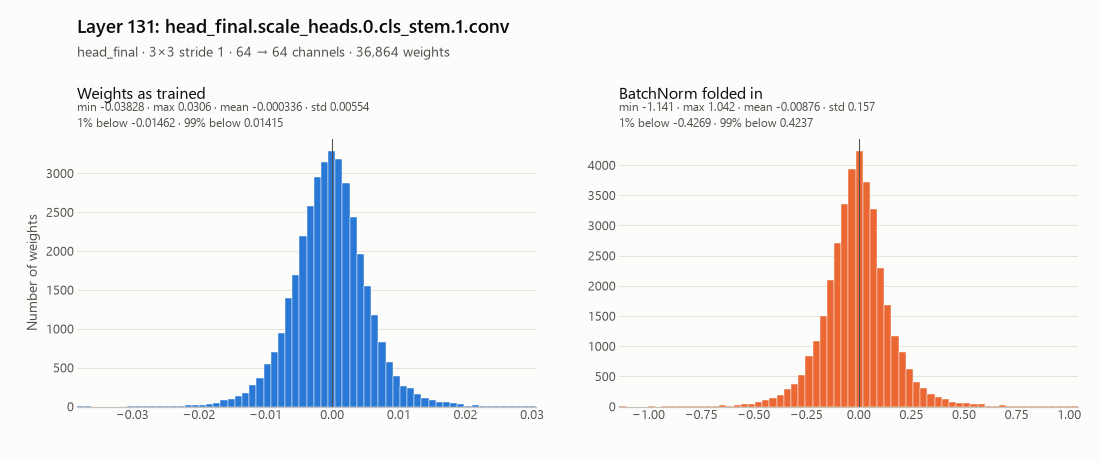 Layer 131: head_final.scale_heads.0.cls_stem.1.conv
head_final · 3×3 stride 1 · 64 → 64 channels · 36,864 weights
Weights as trained
min -0.03828 · max 0.0306 · mean -0.000336 · std 0.00554
1% below -0.01462 · 99% below 0.01415
Number of weights
3000
2500
2000
1500
1000
500
0
−0.03 −0.02 −0.01 0.00 0.01 0.02 0.03
BatchNorm folded in
min -1.141 · max 1.042 · mean -0.00876 · std 0.157
1% below -0.4269 · 99% below 0.4237
4000
3500
3000
2500
2000
1500
1000
500
0
−1.00 −0.75 −0.50 −0.25 0.00 0.25 0.50 0.75 1.00